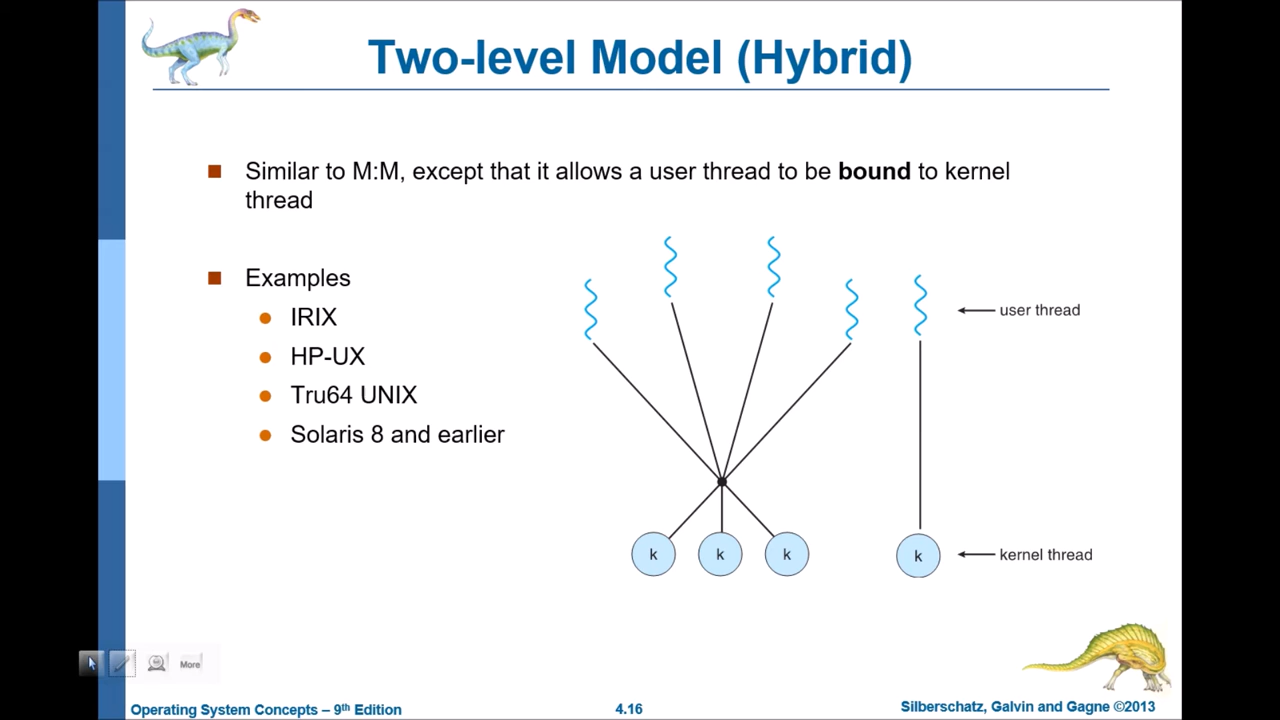 Two-level Model (Hybrid)
Similar to M:M, except that it allows a user thread to be bound to kernel
thread
Examples
IRIX
HP-UX
Tru64 UNIX
Solaris 8 and earlier
user thread
k
k
k
k
kernel thread
More
Operating System Concepts – 9th Edition
4.16
Silberschatz, Galvin and Gagne ©2013